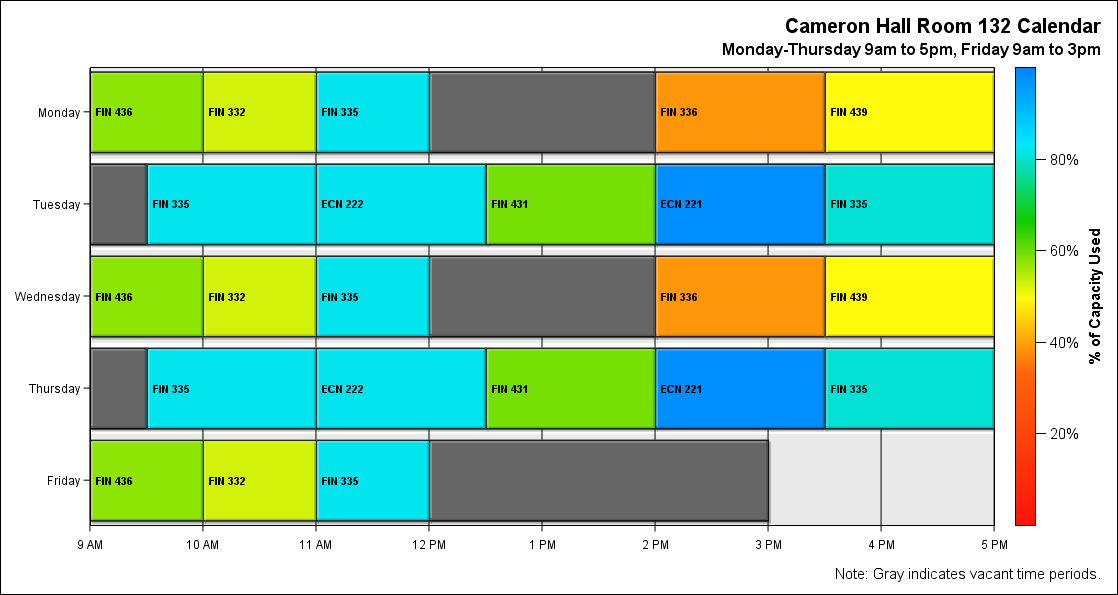 Cameron Hall Room 132 Calendar
Monday-Thursday 9am to 5pm, Friday 9am to 3pm
Monday
FIN 436
FIN 332
FIN 335
FIN 336
FIN 439
Tuesday
FIN 335
ECN 222
FIN 431
ECN 221
FIN 335
Wednesday
FIN 436
FIN 332
FIN 335
FIN 336
FIN 439
Thursday
FIN 335
ECN 222
FIN 431
ECN 221
FIN 335
Friday
FIN 436
FIN 332
FIN 335
9 AM
10 AM
11 AM
12 PM
1 PM
2 PM
3 PM
4 PM
5 PM
80%
60%
40%
20%
% of Capacity Used
Note: Gray indicates vacant time periods.